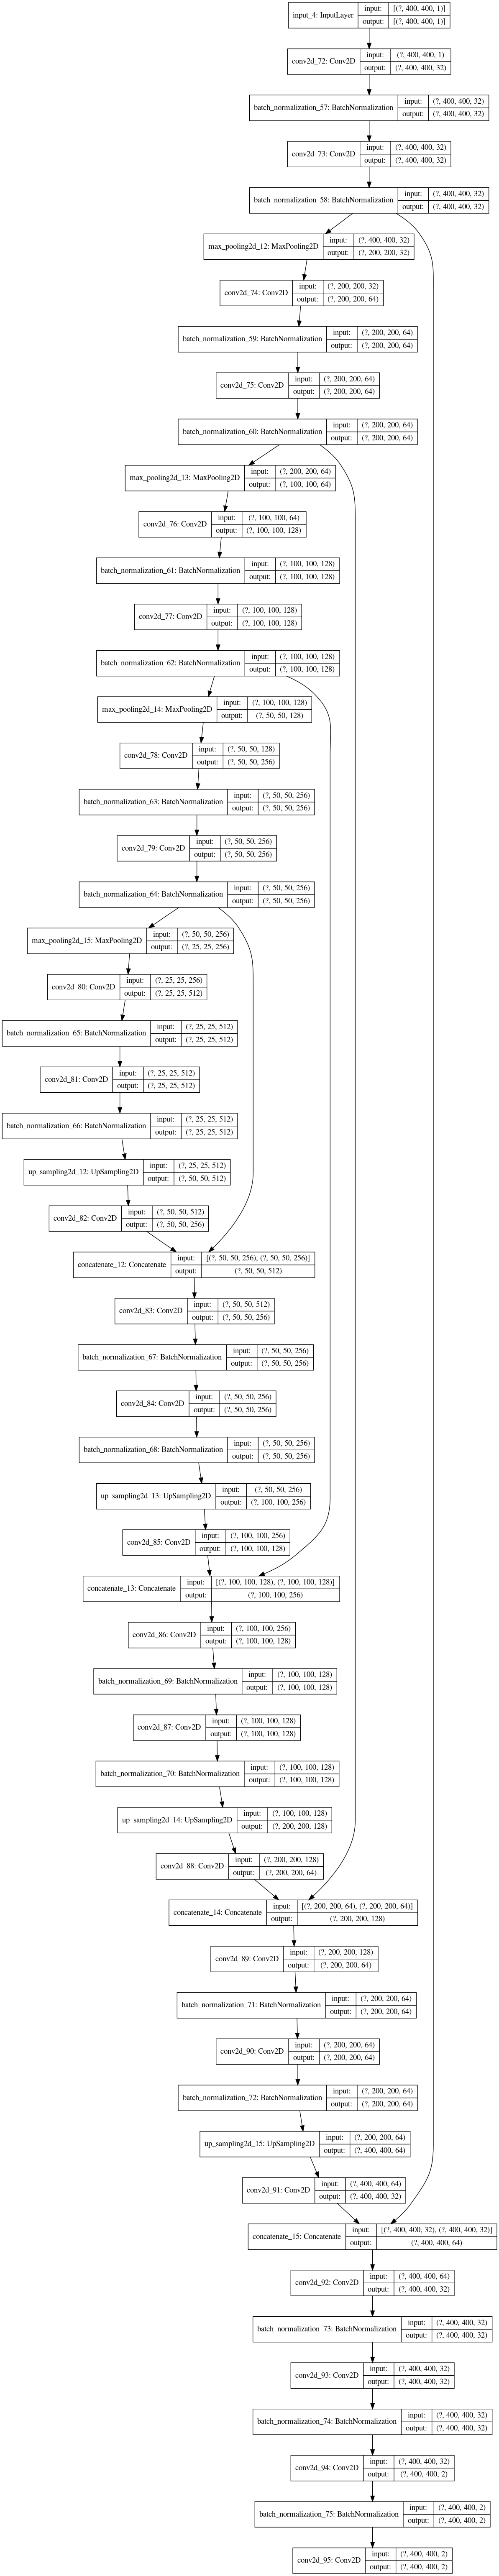 input_4: InputLayer
input: [(?, 400, 400, 1)]
output: [(?, 400, 400, 1)]
conv2d_72: Conv2D
input: (?, 400, 400, 1)
output: (?, 400, 400, 32)
batch_normalization_57: BatchNormalization
input: (?, 400, 400, 32)
output: (?, 400, 400, 32)
conv2d_73: Conv2D
input: (?, 400, 400, 32)
output: (?, 400, 400, 32)
batch_normalization_58: BatchNormalization
input: (?, 400, 400, 32)
output: (?, 400, 400, 32)
max_pooling2d_12: MaxPooling2D
input: (?, 400, 400, 32)
output: (?, 200, 200, 32)
conv2d_74: Conv2D
input: (?, 200, 200, 32)
output: (?, 200, 200, 64)
batch_normalization_59: BatchNormalization
input: (?, 200, 200, 64)
output: (?, 200, 200, 64)
conv2d_75: Conv2D
input: (?, 200, 200, 64)
output: (?, 200, 200, 64)
batch_normalization_60: BatchNormalization
input: (?, 200, 200, 64)
output: (?, 200, 200, 64)
max_pooling2d_13: MaxPooling2D
input: (?, 200, 200, 64)
output: (?, 100, 100, 64)
conv2d_76: Conv2D
input: (?, 100, 100, 64)
output: (?, 100, 100, 128)
batch_normalization_61: BatchNormalization
input: (?, 100, 100, 128)
output: (?, 100, 100, 128)
conv2d_77: Conv2D
input: (?, 100, 100, 128)
output: (?, 100, 100, 128)
batch_normalization_62: BatchNormalization
input: (?, 100, 100, 128)
output: (?, 100, 100, 128)
max_pooling2d_14: MaxPooling2D
input: (?, 100, 100, 128)
output: (?, 50, 50, 128)
conv2d_78: Conv2D
input: (?, 50, 50, 128)
output: (?, 50, 50, 256)
batch_normalization_63: BatchNormalization
input: (?, 50, 50, 256)
output: (?, 50, 50, 256)
conv2d_79: Conv2D
input: (?, 50, 50, 256)
output: (?, 50, 50, 256)
batch_normalization_64: BatchNormalization
input: (?, 50, 50, 256)
output: (?, 50, 50, 256)
max_pooling2d_15: MaxPooling2D
input: (?, 50, 50, 256)
output: (?, 25, 25, 256)
conv2d_80: Conv2D
input: (?, 25, 25, 256)
output: (?, 25, 25, 512)
batch_normalization_65: BatchNormalization
input: (?, 25, 25, 512)
output: (?, 25, 25, 512)
conv2d_81: Conv2D
input: (?, 25, 25, 512)
output: (?, 25, 25, 512)
batch_normalization_66: BatchNormalization
input: (?, 25, 25, 512)
output: (?, 25, 25, 512)
up_sampling2d_12: UpSampling2D
input: (?, 25, 25, 512)
output: (?, 50, 50, 512)
conv2d_82: Conv2D
input: (?, 50, 50, 512)
output: (?, 50, 50, 256)
concatenate_12: Concatenate
input: [(?, 50, 50, 256), (?, 50, 50, 256)]
output: (?, 50, 50, 512)
conv2d_83: Conv2D
input: (?, 50, 50, 512)
output: (?, 50, 50, 256)
batch_normalization_67: BatchNormalization
input: (?, 50, 50, 256)
output: (?, 50, 50, 256)
conv2d_84: Conv2D
input: (?, 50, 50, 256)
output: (?, 50, 50, 256)
batch_normalization_68: BatchNormalization
input: (?, 50, 50, 256)
output: (?, 50, 50, 256)
up_sampling2d_13: UpSampling2D
input: (?, 50, 50, 256)
output: (?, 100, 100, 256)
conv2d_85: Conv2D
input: (?, 100, 100, 256)
output: (?, 100, 100, 128)
concatenate_13: Concatenate
input: [(?, 100, 100, 128), (?, 100, 100, 128)]
output: (?, 100, 100, 256)
conv2d_86: Conv2D
input: (?, 100, 100, 256)
output: (?, 100, 100, 128)
batch_normalization_69: BatchNormalization
input: (?, 100, 100, 128)
output: (?, 100, 100, 128)
conv2d_87: Conv2D
input: (?, 100, 100, 128)
output: (?, 100, 100, 128)
batch_normalization_70: BatchNormalization
input: (?, 100, 100, 128)
output: (?, 100, 100, 128)
up_sampling2d_14: UpSampling2D
input: (?, 100, 100, 128)
output: (?, 200, 200, 128)
conv2d_88: Conv2D
input: (?, 200, 200, 128)
output: (?, 200, 200, 64)
concatenate_14: Concatenate
input: [(?, 200, 200, 64), (?, 200, 200, 64)]
output: (?, 200, 200, 128)
conv2d_89: Conv2D
input: (?, 200, 200, 128)
output: (?, 200, 200, 64)
batch_normalization_71: BatchNormalization
input: (?, 200, 200, 64)
output: (?, 200, 200, 64)
conv2d_90: Conv2D
input: (?, 200, 200, 64)
output: (?, 200, 200, 64)
batch_normalization_72: BatchNormalization
input: (?, 200, 200, 64)
output: (?, 200, 200, 64)
up_sampling2d_15: UpSampling2D
input: (?, 200, 200, 64)
output: (?, 400, 400, 64)
conv2d_91: Conv2D
input: (?, 400, 400, 64)
output: (?, 400, 400, 32)
concatenate_15: Concatenate
input: [(?, 400, 400, 32), (?, 400, 400, 32)]
output: (?, 400, 400, 64)
conv2d_92: Conv2D
input: (?, 400, 400, 64)
output: (?, 400, 400, 32)
batch_normalization_73: BatchNormalization
input: (?, 400, 400, 32)
output: (?, 400, 400, 32)
conv2d_93: Conv2D
input: (?, 400, 400, 32)
output: (?, 400, 400, 32)
batch_normalization_74: BatchNormalization
input: (?, 400, 400, 32)
output: (?, 400, 400, 32)
conv2d_94: Conv2D
input: (?, 400, 400, 32)
output: (?, 400, 400, 2)
batch_normalization_75: BatchNormalization
input: (?, 400, 400, 2)
output: (?, 400, 400, 2)
conv2d_95: Conv2D
input: (?, 400, 400, 2)
output: (?, 400, 400, 2)